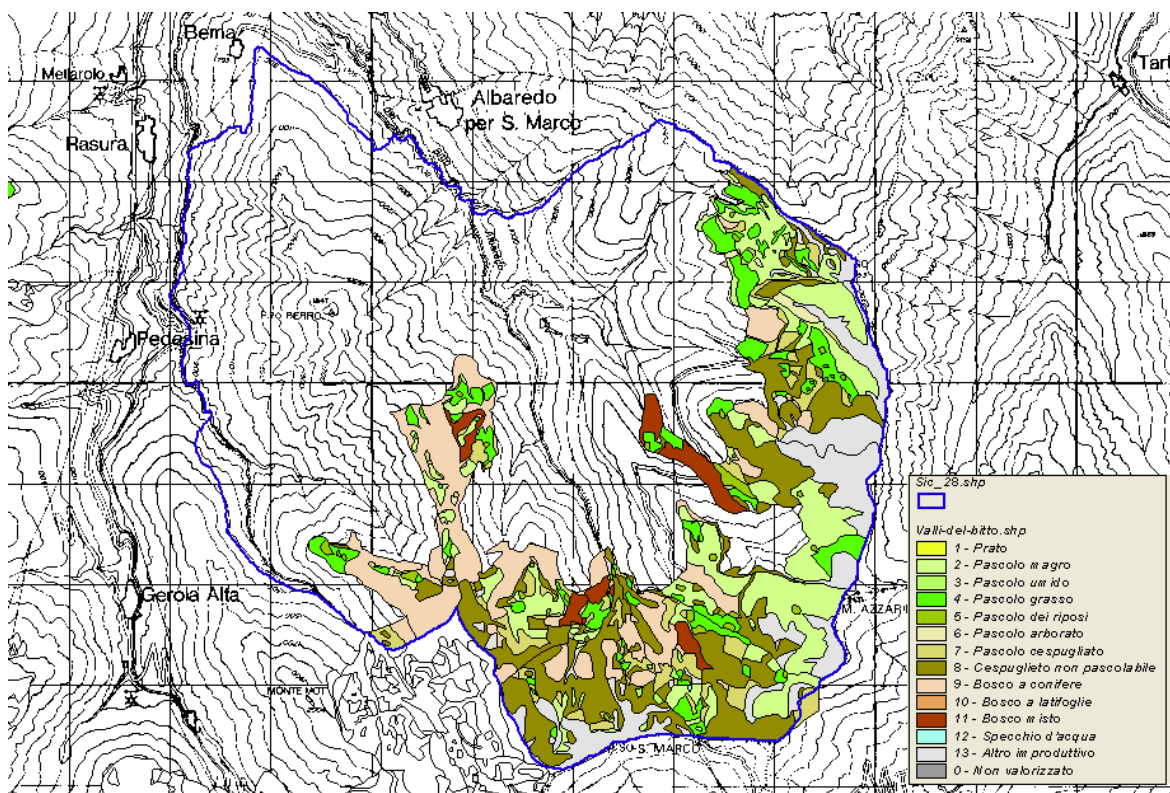 Bema
Tart
Mellarolo
Albaredo
per S. Marco
Rasura
Pedesina
Gerola Alta
M. AZZARI
S. MARCO
Sic_28.shp
Valli-del-bitto.shp
1 - Prato
2 - Pascolo magro
3 - Pascolo umido
4 - Pascolo grasso
5 - Pascolo dei riposi
6 - Pascolo arborato
7 - Pascolo cespugliato
8 - Cespuglieto non pascolabile
9 - Bosco a conifere
10 - Bosco a latifoglie
11 - Bosco misto
12 - Specchio d'acqua
13 - Altro improduttivo
0 - Non valorizzato